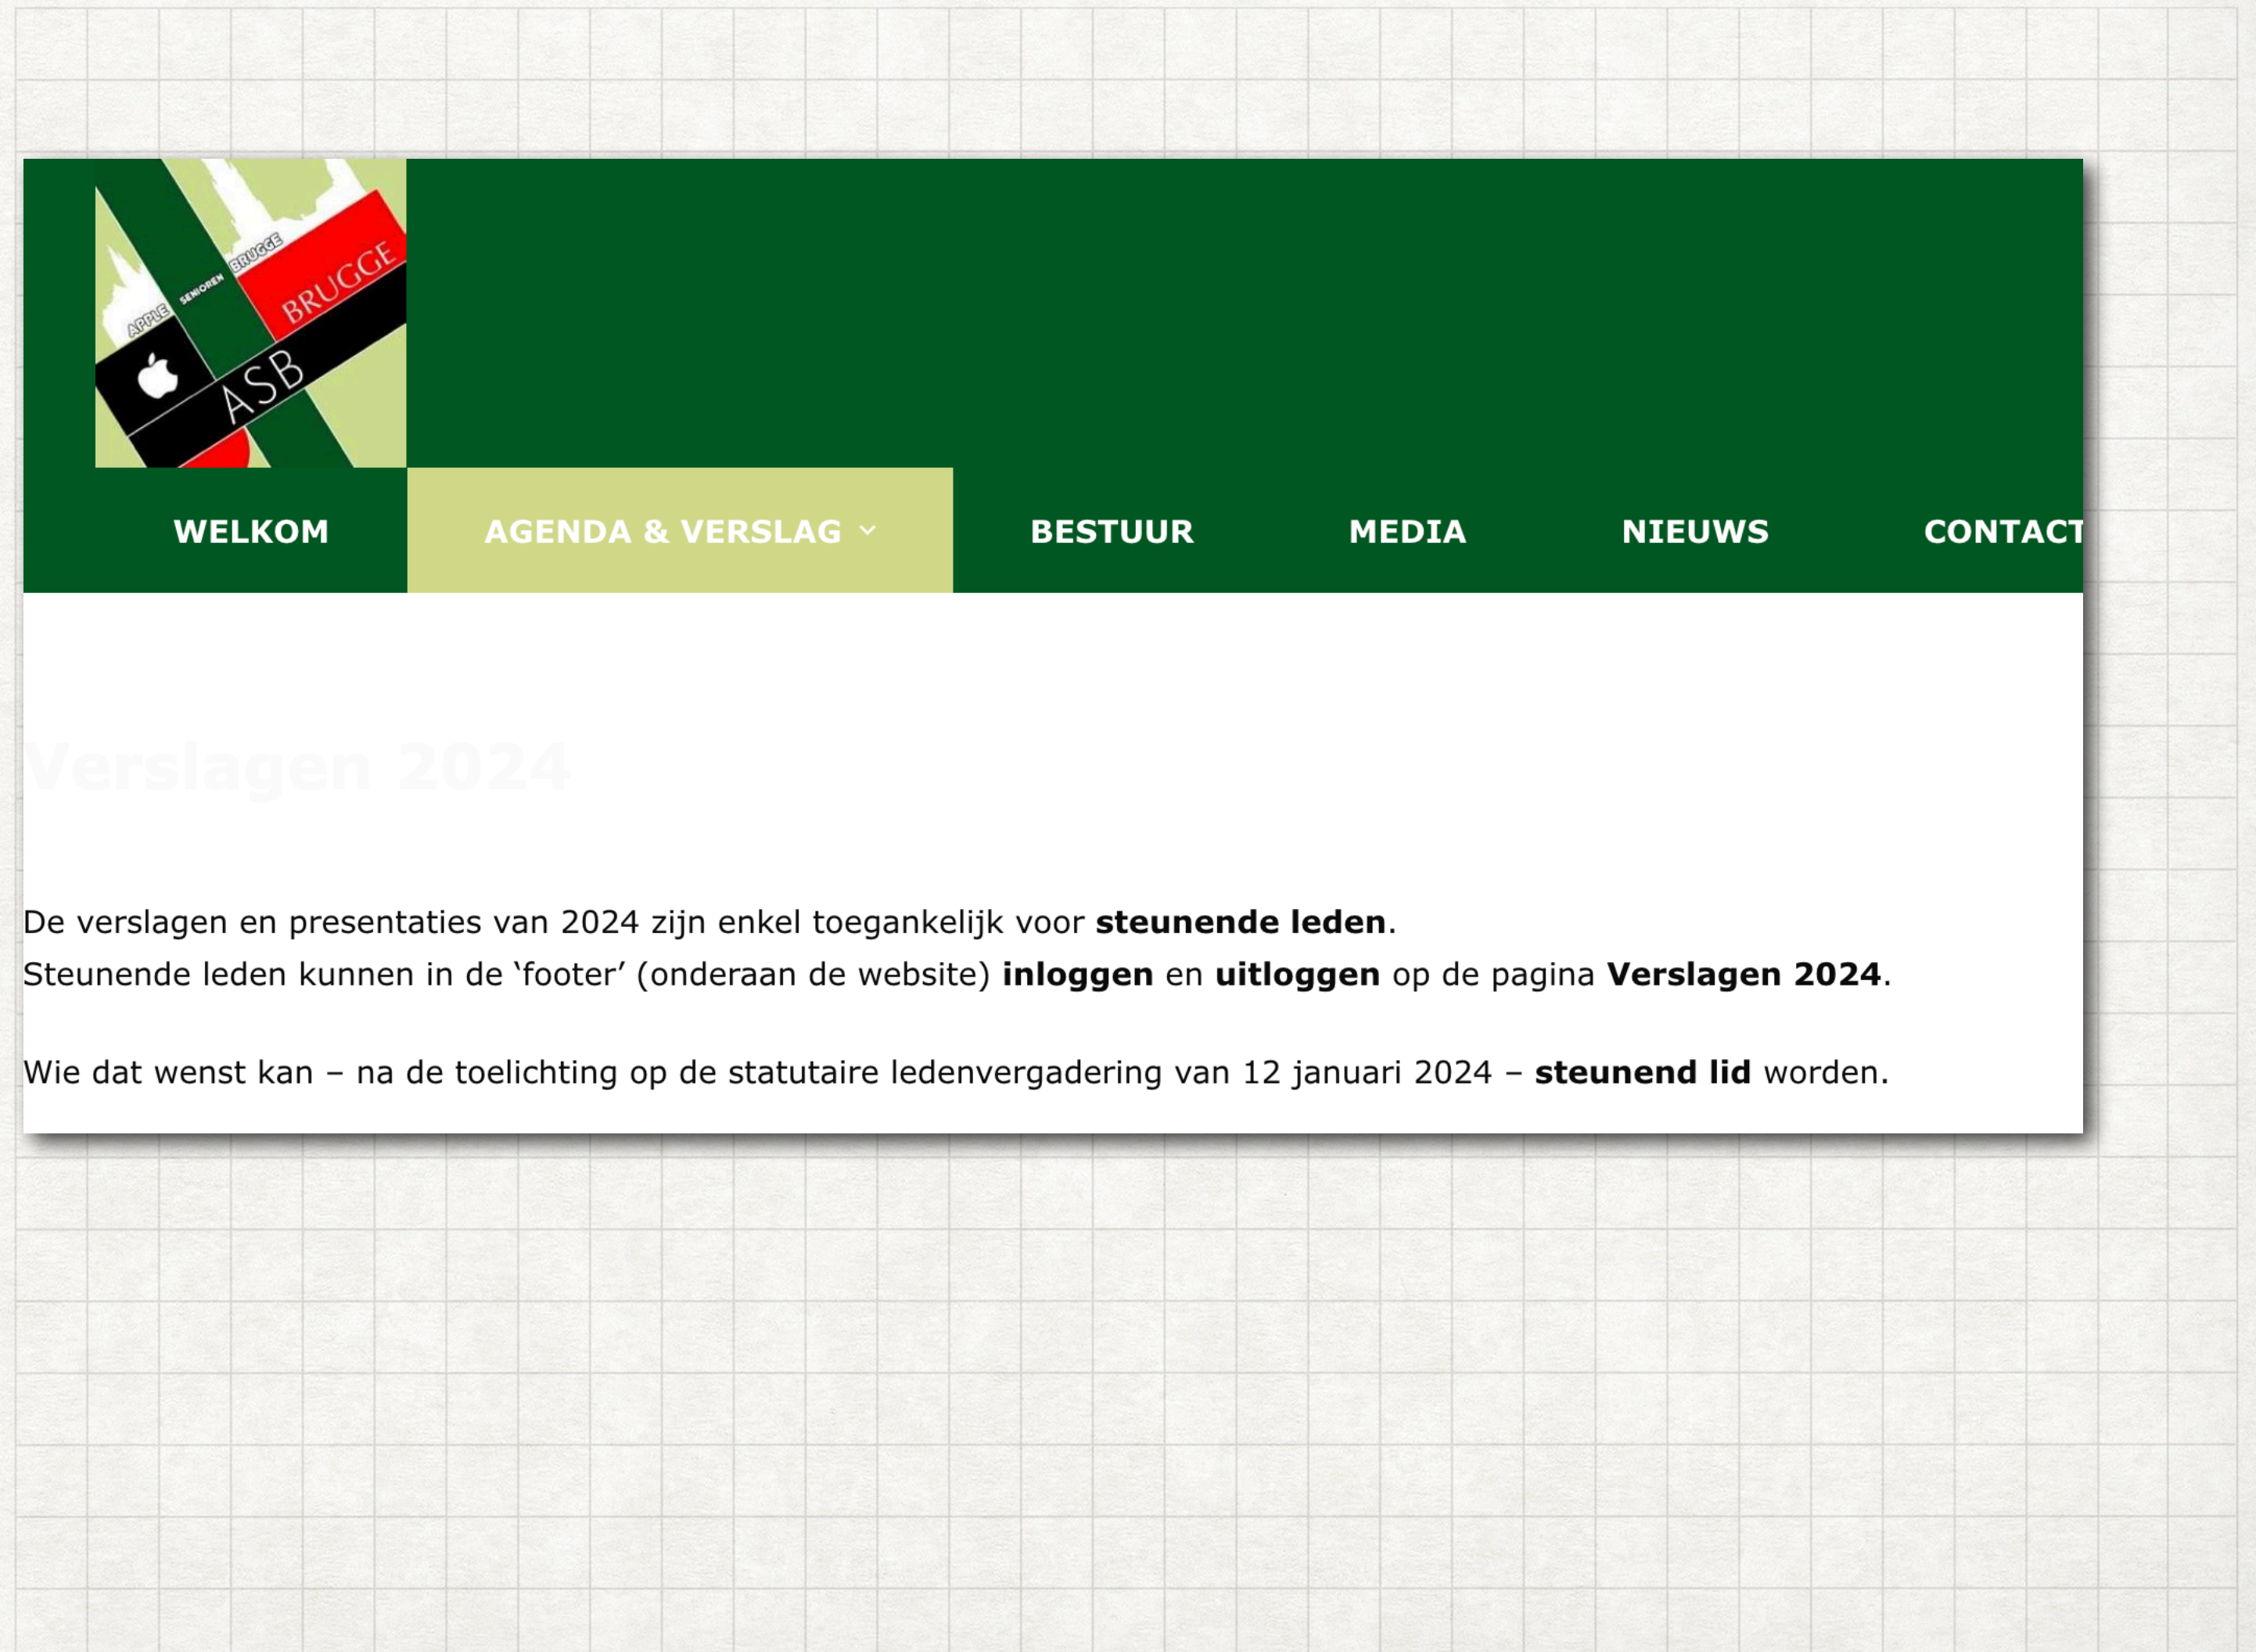 APPLE SENIOREN BRUGGE
BRUGGE
ASB
WELKOM AGENDA & VERSLAG BESTUUR MEDIA NIEUWS CONTACT
Verslagen 2024
De verslagen en presentaties van 2024 zijn enkel toegankelijk voor steunende leden.
Steunende leden kunnen in de ‘footer’ (onderaan de website) inloggen en uitloggen op de pagina Verslagen 2024.
Wie dat wenst kan – na de toelichting op de statutaire ledenvergadering van 12 januari 2024 – steunend lid worden.